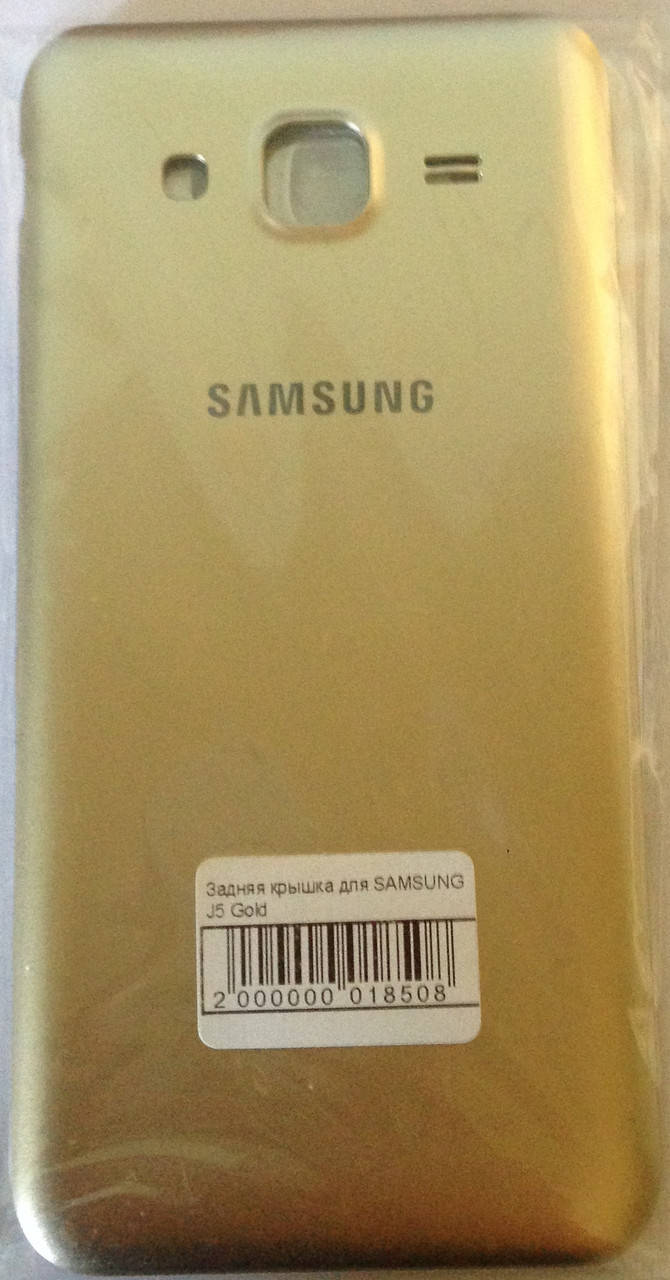 SAMSUNG
Задняя крышка для SAMSUNG
J5 Gold
2 000000 018508